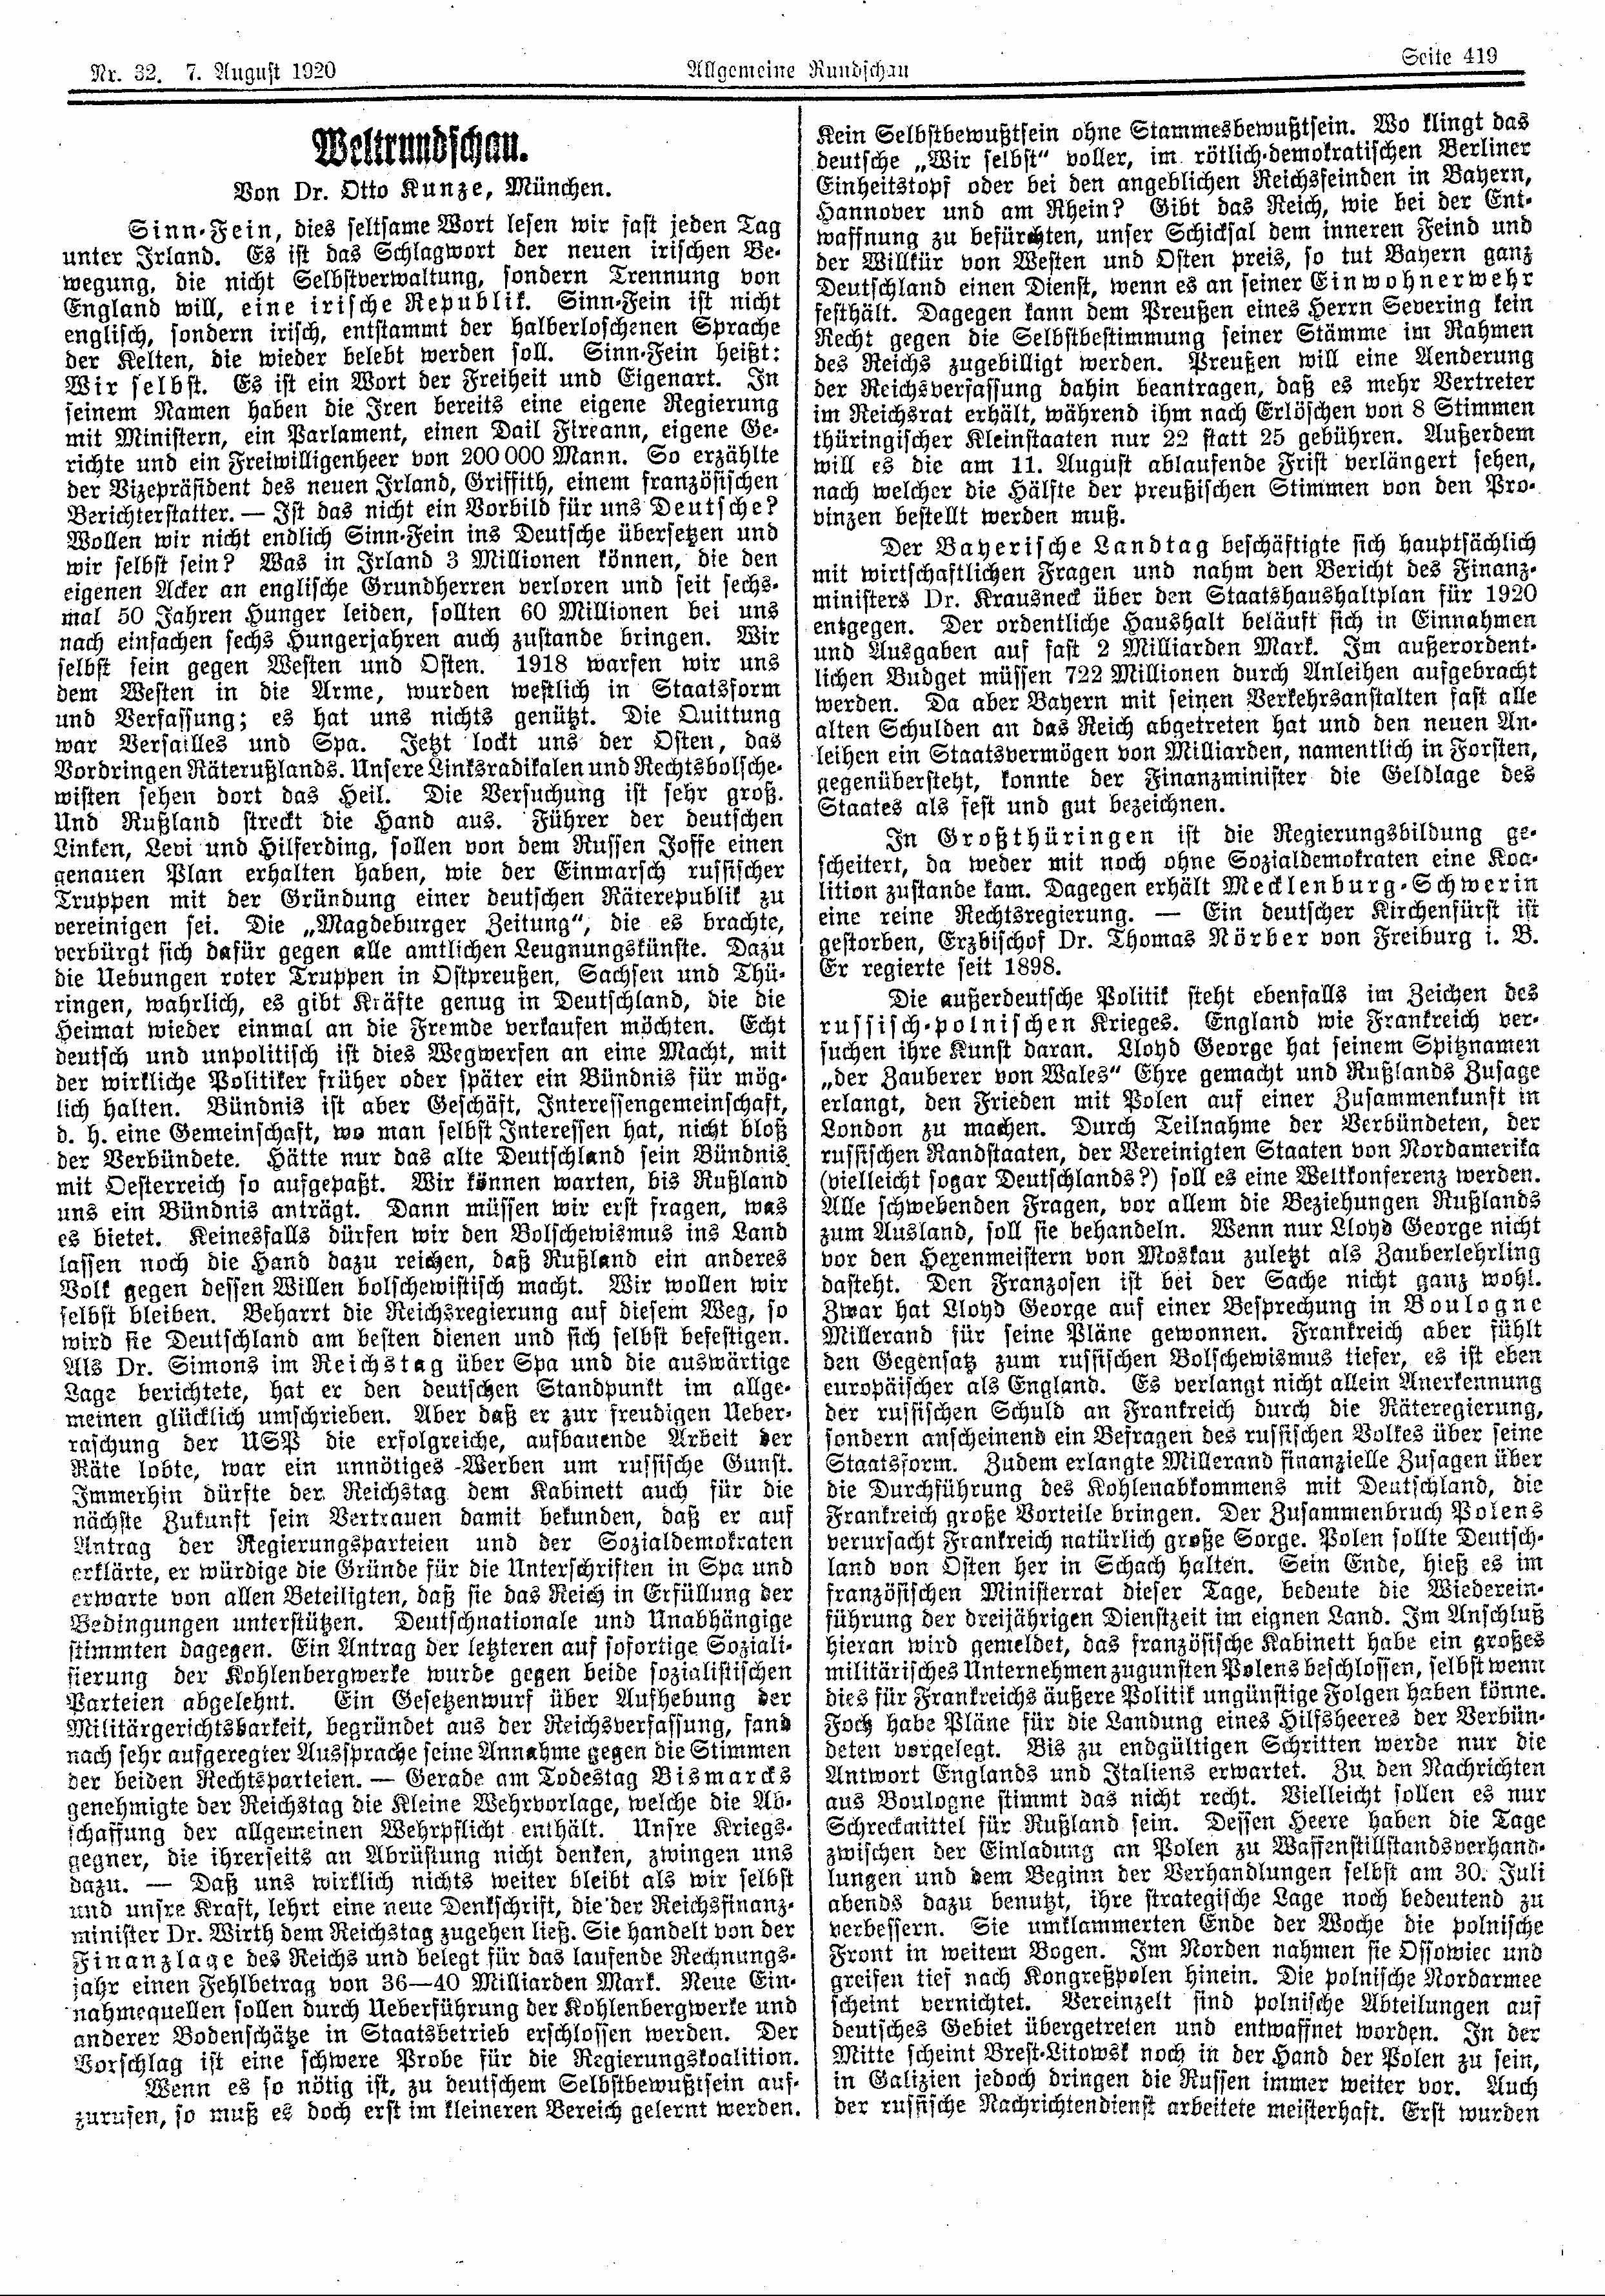 Nr. 32. 7. August 1920
Allgemeine Rundschau
Seite 419
Weltrundschau.
Von Dr. Otto Kunze, München.
Sinn-Fein, dies seltsame Wort lesen wir fast jeden Tag
unter Irland. Es ist das Schlagwort der neuen irischen Be-
wegung, die nicht Selbstverwaltung, sondern Trennung von
England will, eine irische Republik. Sinn-Fein ist nicht
englisch, sondern irisch, entstammt der halberloschenen Sprache
der Kelten, die wieder belebt werden soll. Sinn-Fein heißt:
Wir selbst. Es ist ein Wort der Freiheit und Eigenart. In
seinem Namen haben die Iren bereits eine eigene Regierung
mit Ministern, ein Parlament, einen Dail Fireann, eigene Ge-
richte und ein Freiwilligenheer von 200 000 Mann. So erzählte
der Vizepräsident des neuen Irland, Griffith, einem französischen
Berichterstatter. — Ist das nicht ein Vorbild für uns Deutsche?
Wollen wir nicht endlich Sinn-Fein ins Deutsche übersetzen und
wir selbst sein? Was in Irland 3 Millionen können, die den
eigenen Acker an englische Grundherren verloren und seit sechs-
mal 50 Jahren Hunger leiden, sollten 60 Millionen bei uns
nach einfachen sechs Hungerjahren auch zustande bringen. Wir
selbst sein gegen Westen und Osten. 1918 warfen wir uns
dem Westen in die Arme, wurden westlich in Staatsform
und Verfassung; es hat uns nichts genützt. Die Quittung
war Versailles und Spa. Jetzt lockt uns der Osten, das
Vordringen Räterußlands. Unsere Linksradikalen und Rechtsbolsche-
wisten sehen dort das Heil. Die Versuchung ist sehr groß.
Und Rußland streckt die Hand aus. Führer der deutschen
Linken, Levi und Hilferding, sollen von dem Russen Joffe einen
genauen Plan erhalten haben, wie der Einmarsch russischer
Truppen mit der Gründung einer deutschen Räterepublik zu
vereinigen sei. Die „Magdeburger Zeitung“, die es brachte,
verbürgt sich dafür gegen alle amtlichen Leugnungskünste. Dazu
die Uebungen roter Truppen in Ostpreußen, Sachsen und Thü-
ringen, wahrlich, es gibt Kräfte genug in Deutschland, die die
Heimat wieder einmal an die Fremde verkaufen möchten. Echt
deutsch und unpolitisch ist dies Wegwerfen an eine Macht, mit
der wirkliche Politiker früher oder später ein Bündnis für mög-
lich halten. Bündnis ist aber Geschäft, Interessengemeinschaft,
d. h. eine Gemeinschaft, wo man selbst Interessen hat, nicht bloß
der Verbündete. Hätte nur das alte Deutschland sein Bündnis
mit Oesterreich so aufgepaßt. Wir können warten, bis Rußland
uns ein Bündnis anträgt. Dann müssen wir erst fragen, was
es bietet. Keinesfalls dürfen wir den Bolschewismus ins Land
lassen noch die Hand dazu reichen, daß Rußland ein anderes
Volk gegen dessen Willen bolschewistisch macht. Wir wollen wir
selbst bleiben. Beharrt die Reichsregierung auf diesem Weg, so
wird sie Deutschland am besten dienen und sich selbst befestigen.
Als Dr. Simons im Reichstag über Spa und die auswärtige
Lage berichtete, hat er den deutschen Standpunkt im allge-
meinen glücklich umschrieben. Aber daß er zur freudigen Ueber-
raschung der USP die erfolgreiche, aufbauende Arbeit der
Räte lobte, war ein unnötiges Werben um russische Gunst.
Immerhin dürfte der Reichstag dem Kabinett auch für die
nächste Zukunft sein Vertrauen damit bekunden, daß er auf
Antrag der Regierungsparteien und der Sozialdemokraten
erklärte, er würdige die Gründe für die Unterschriften in Spa und
erwarte von allen Beteiligten, daß sie das Reich in Erfüllung der
Bedingungen unterstützen. Deutschnationale und Unabhängige
stimmten dagegen. Ein Antrag der letzteren auf sofortige Soziali-
sierung der Kohlenbergwerke wurde gegen beide sozialistischen
Parteien abgelehnt. Ein Gesetzenwurf über Aufhebung der
Militärgerichtsbarkeit, begründet aus der Reichsverfassung, fand
nach sehr aufgeregter Aussprache seine Annahme gegen die Stimmen
der beiden Rechtsparteien. — Gerade am Todestag Bismarcks
genehmigte der Reichstag die Kleine Wehrvorlage, welche die Ab-
schaffung der allgemeinen Wehrpflicht enthält. Unsre Kriegs-
gegner, die ihrerseits an Abrüstung nicht denken, zwingen uns
dazu. — Daß uns wirklich nichts weiter bleibt als wir selbst
und unsre Kraft, lehrt eine neue Denkschrift, die der Reichsfinanz-
minister Dr. Wirth dem Reichstag zugehen ließ. Sie handelt von der
Finanzlage des Reichs und belegt für das laufende Rechnungs-
jahr einen Fehlbetrag von 36—40 Milliarden Mark. Neue Ein-
nahmequellen sollen durch Ueberführung der Kohlenbergwerke und
anderer Bodenschätze in Staatsbetrieb erschlossen werden. Der
Vorschlag ist eine schwere Probe für die Regierungskoalition.
Wenn es so nötig ist, zu deutschem Selbstbewußtsein auf-
zurufen, so muß es doch erst im kleineren Bereich gelernt werden.
Kein Selbstbewußtsein ohne Stammesbewußtsein. Wo klingt das
deutsche „Wir selbst“ voller, im rötlich-demokratischen Berliner
Einheitstopf oder bei den angeblichen Reichsfeinden in Bayern,
Hannover und am Rhein? Gibt das Reich, wie bei der Ent-
waffnung zu befürchten, unser Schicksal dem inneren Feind und
der Willkür von Westen und Osten preis, so tut Bayern ganz
Deutschland einen Dienst, wenn es an seiner Einwohnerwehr
festhält. Dagegen kann dem Preußen eines Herrn Severing kein
Recht gegen die Selbstbestimmung seiner Stämme im Rahmen
des Reichs zugebilligt werden. Preußen will eine Aenderung
der Reichsverfassung dahin beantragen, daß es mehr Vertreter
im Reichsrat erhält, während ihm nach Erlöschen von 8 Stimmen
thüringischer Kleinstaaten nur 22 statt 25 gebühren. Außerdem
will es die am 11. August ablaufende Frist verlängert sehen,
nach welcher die Hälfte der preußischen Stimmen von den Pro-
vinzen bestellt werden muß.
Der Bayerische Landtag beschäftigte sich hauptsächlich
mit wirtschaftlichen Fragen und nahm den Bericht des Finanz-
ministers Dr. Krausneck über den Staatshaushaltplan für 1920
entgegen. Der ordentliche Haushalt beläuft sich in Einnahmen
und Ausgaben auf fast 2 Milliarden Mark. Im außerordent-
lichen Budget müssen 722 Millionen durch Anleihen aufgebracht
werden. Da aber Bayern mit seinen Verkehrsanstalten fast alle
alten Schulden an das Reich abgetreten hat und den neuen An-
leihen ein Staatsvermögen von Milliarden, namentlich in Forsten,
gegenübersteht, konnte der Finanzminister die Geldlage des
Staates als fest und gut bezeichnen.
In Großthüringen ist die Regierungsbildung ge-
scheitert, da weder mit noch ohne Sozialdemokraten eine Koa-
lition zustande kam. Dagegen erhält Mecklenburg-Schwerin
eine reine Rechtsregierung. — Ein deutscher Kirchenfürst ist
gestorben, Erzbischof Dr. Thomas Nörber von Freiburg i. B.
Er regierte seit 1898.
Die außerdeutsche Politik steht ebenfalls im Zeichen des
russisch-polnischen Krieges. England wie Frankreich ver-
suchen ihre Kunst daran. Lloyd George hat seinem Spitznamen
„der Zauberer von Wales“ Ehre gemacht und Rußlands Zusage
erlangt, den Frieden mit Polen auf einer Zusammenkunft in
London zu machen. Durch Teilnahme der Verbündeten, der
russischen Randstaaten, der Vereinigten Staaten von Nordamerika
(vielleicht sogar Deutschlands?) soll es eine Weltkonferenz werden.
Alle schwebenden Fragen, vor allem die Beziehungen Rußlands
zum Ausland, soll sie behandeln. Wenn nur Lloyd George nicht
vor den Hexenmeistern von Moskau zuletzt als Zauberlehrling
dasteht. Den Franzosen ist bei der Sache nicht ganz wohl.
Zwar hat Lloyd George auf einer Besprechung in Boulogne
Millerand für seine Pläne gewonnen. Frankreich aber fühlt
den Gegensatz zum russischen Bolschewismus tiefer, es ist eben
europäischer als England. Es verlangt nicht allein Anerkennung
der russischen Schuld an Frankreich durch die Räteregierung,
sondern anscheinend ein Befragen des russischen Volkes über seine
Staatsform. Zudem erlangte Millerand finanzielle Zusagen über
die Durchführung des Kohlenabkommens mit Deutschland, die
Frankreich große Vorteile bringen. Der Zusammenbruch Polens
verursacht Frankreich natürlich große Sorge. Polen sollte Deutsch-
land von Osten her in Schach halten. Sein Ende, hieß es im
französischen Ministerrat dieser Tage, bedeute die Wiederein-
führung der dreijährigen Dienstzeit im eignen Land. Im Anschluß
hieran wird gemeldet, das französische Kabinett habe ein großes
militärisches Unternehmen zugunsten Polens beschlossen, selbst wenn
dies für Frankreichs äußere Politik ungünstige Folgen haben könne.
Foch habe Pläne für die Landung eines Hilfsheeres der Verbün-
deten vorgelegt. Bis zu endgültigen Schritten werde nur die
Antwort Englands und Italiens erwartet. Zu den Nachrichten
aus Boulogne stimmt das nicht recht. Vielleicht sollen es nur
Schreckmittel für Rußland sein. Dessen Heere haben die Tage
zwischen der Einladung an Polen zu Waffenstillstandsverhand-
lungen und dem Beginn der Verhandlungen selbst am 30. Juli
abends dazu benutzt, ihre strategische Lage noch bedeutend zu
verbessern. Sie umklammerten Ende der Woche die polnische
Front in weitem Bogen. Im Norden nahmen sie Ossowiec und
greifen tief nach Kongreßpolen hinein. Die polnische Nordarmee
scheint vernichtet. Vereinzelt sind polnische Abteilungen auf
deutsches Gebiet übergetreten und entwaffnet worden. In der
Mitte scheint Brest-Litowsk noch in der Hand der Polen zu sein,
in Galizien jedoch dringen die Russen immer weiter vor. Auch
der russische Nachrichtendienst arbeitete meisterhaft. Erst wurden